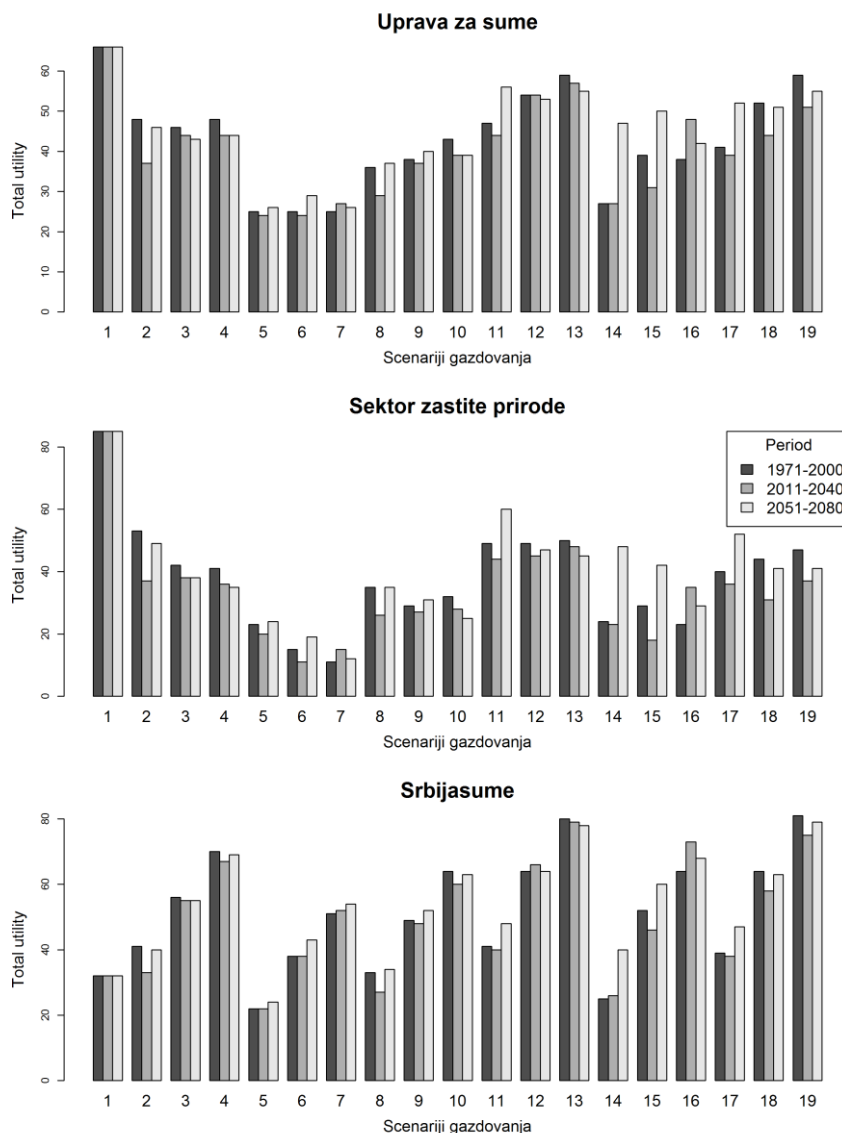 Uprava za sume
Total utility
0 10 20 30 40 50 60
1 2 3 4 5 6 7 8 9 10 11 12 13 14 15 16 17 18 19
Scenariji gazdovanja
Sektor zastite prirode
Total utility
0 20 40 60 80
Period
1971-2000
2011-2040
2051-2080
1 2 3 4 5 6 7 8 9 10 11 12 13 14 15 16 17 18 19
Scenariji gazdovanja
Srbijasume
Total utility
0 20 40 60 80
1 2 3 4 5 6 7 8 9 10 11 12 13 14 15 16 17 18 19
Scenariji gazdovanja